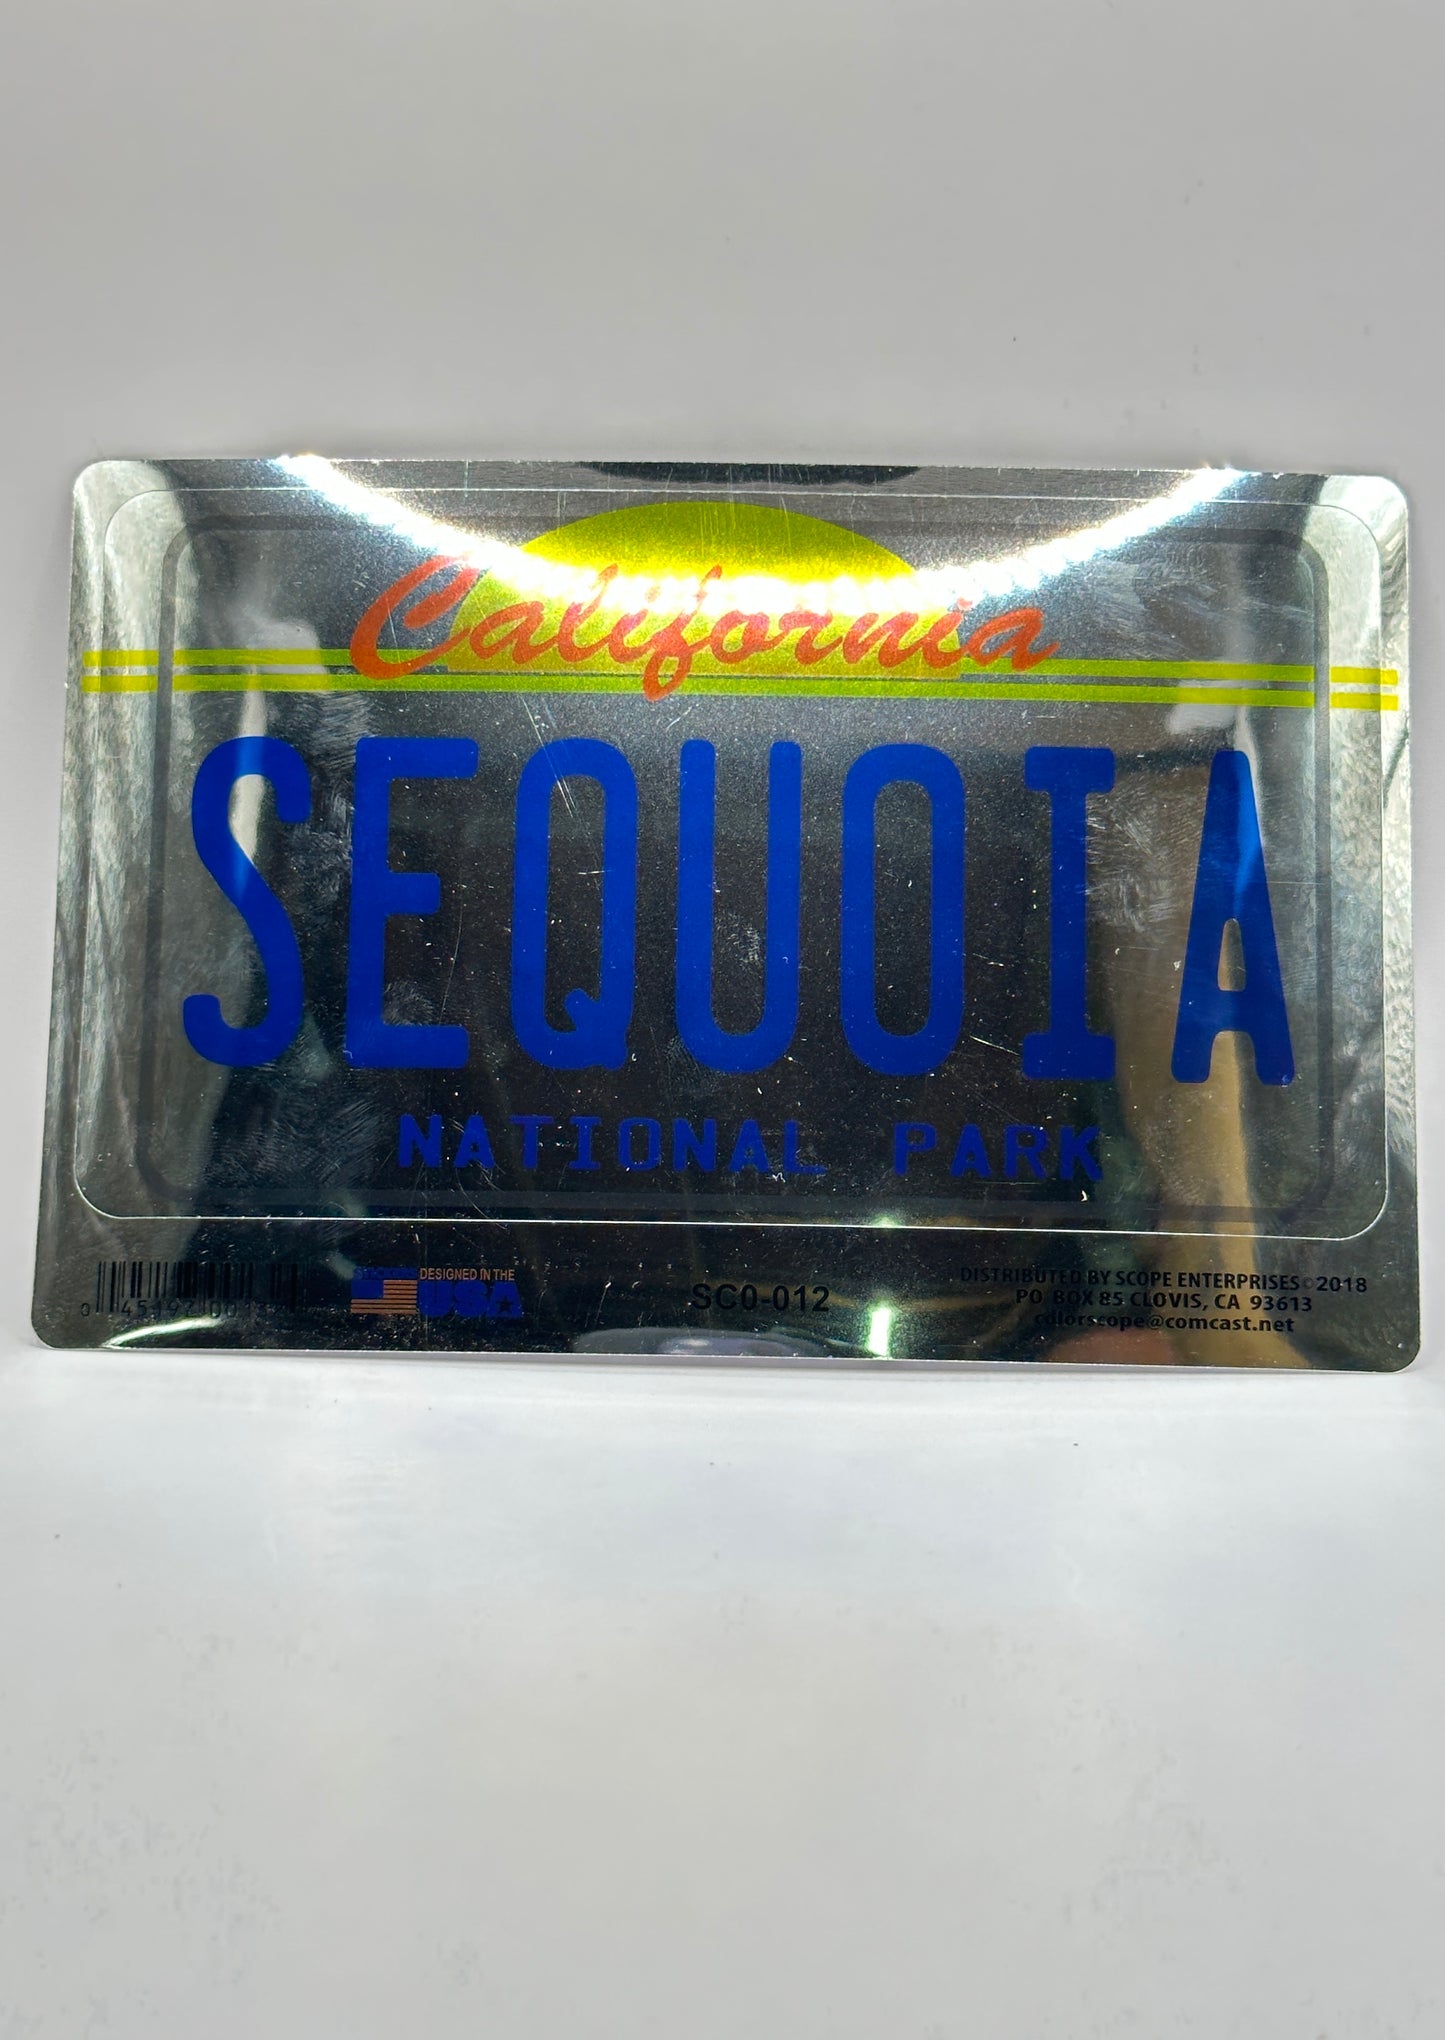 California
SEQUOIA
NATIONAL PARK
DESIGNED IN THE
USA
SC0-012
DISTRIBUTED BY SCOPE ENTERPRISES©2018
PO BOX 85 CLOVIS, CA 93613
colorscope@comcast.net